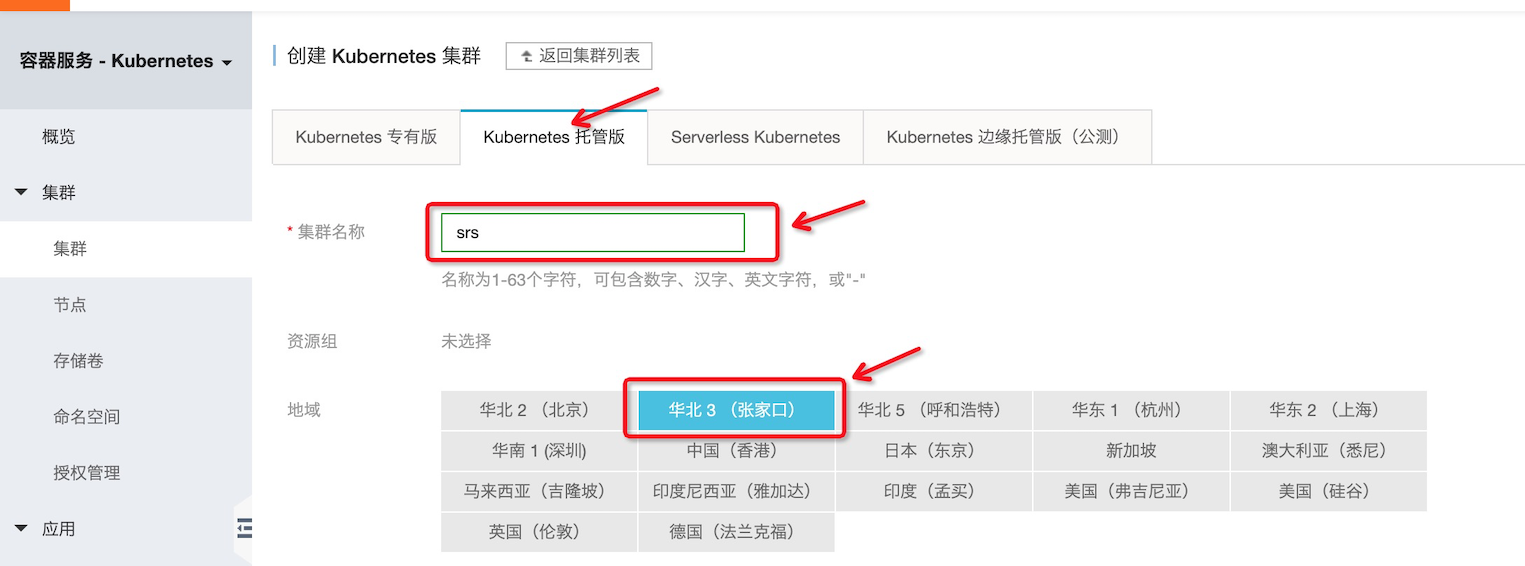 容器服务 - Kubernetes
概览
集群
集群
节点
存储卷
命名空间
授权管理
应用
创建 Kubernetes 集群
返回集群列表
Kubernetes 专有版
Kubernetes 托管版
Serverless Kubernetes
Kubernetes 边缘托管版（公测）
* 集群名称
srs
名称为1-63个字符，可包含数字、汉字、英文字符，或"-"
资源组
未选择
地域
华北 2 （北京） 华北 3 （张家口） 华北 5 （呼和浩特） 华东 1 （杭州） 华东 2 （上海）
华南 1 (深圳) 中国（香港） 日本（东京） 新加坡 澳大利亚（悉尼）
马来西亚（吉隆坡） 印度尼西亚（雅加达） 印度（孟买） 美国（弗吉尼亚） 美国（硅谷）
英国（伦敦） 德国（法兰克福）